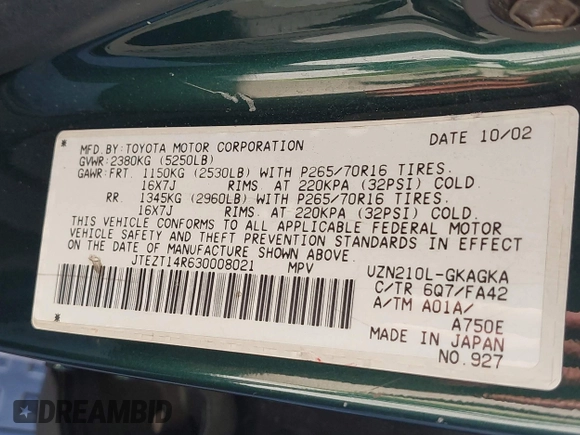 MFD.BY:TOYOTA MOTOR CORPORATION DATE 10/02
GVWR:2380KG (5250LB)
GAWR:FRT. 1150KG (2530LB) WITH P265/70R16 TIRES.
16X7J RIMS AT 220KPA (32PSI) COLD.
RR. 1345KG (2960LB) WITH P265/70R16 TIRES.
16X7J RIMS AT 220KPA (32PSI) COLD.
THIS VEHICLE CONFORMS TO ALL APPLICABLE FEDERAL MOTOR
VEHICLE SAFETY AND THEFT PREVENTION STANDARDS IN EFFECT
ON THE DATE OF MANUFACTURE SHOWN ABOVE.
JTEZT14R630008021 MPV
UZN210L-GKAGKA
C/TR 6Q7/FA42
A/TM A01A/
A750E
MADE IN JAPAN
NO.927
DREAMBID